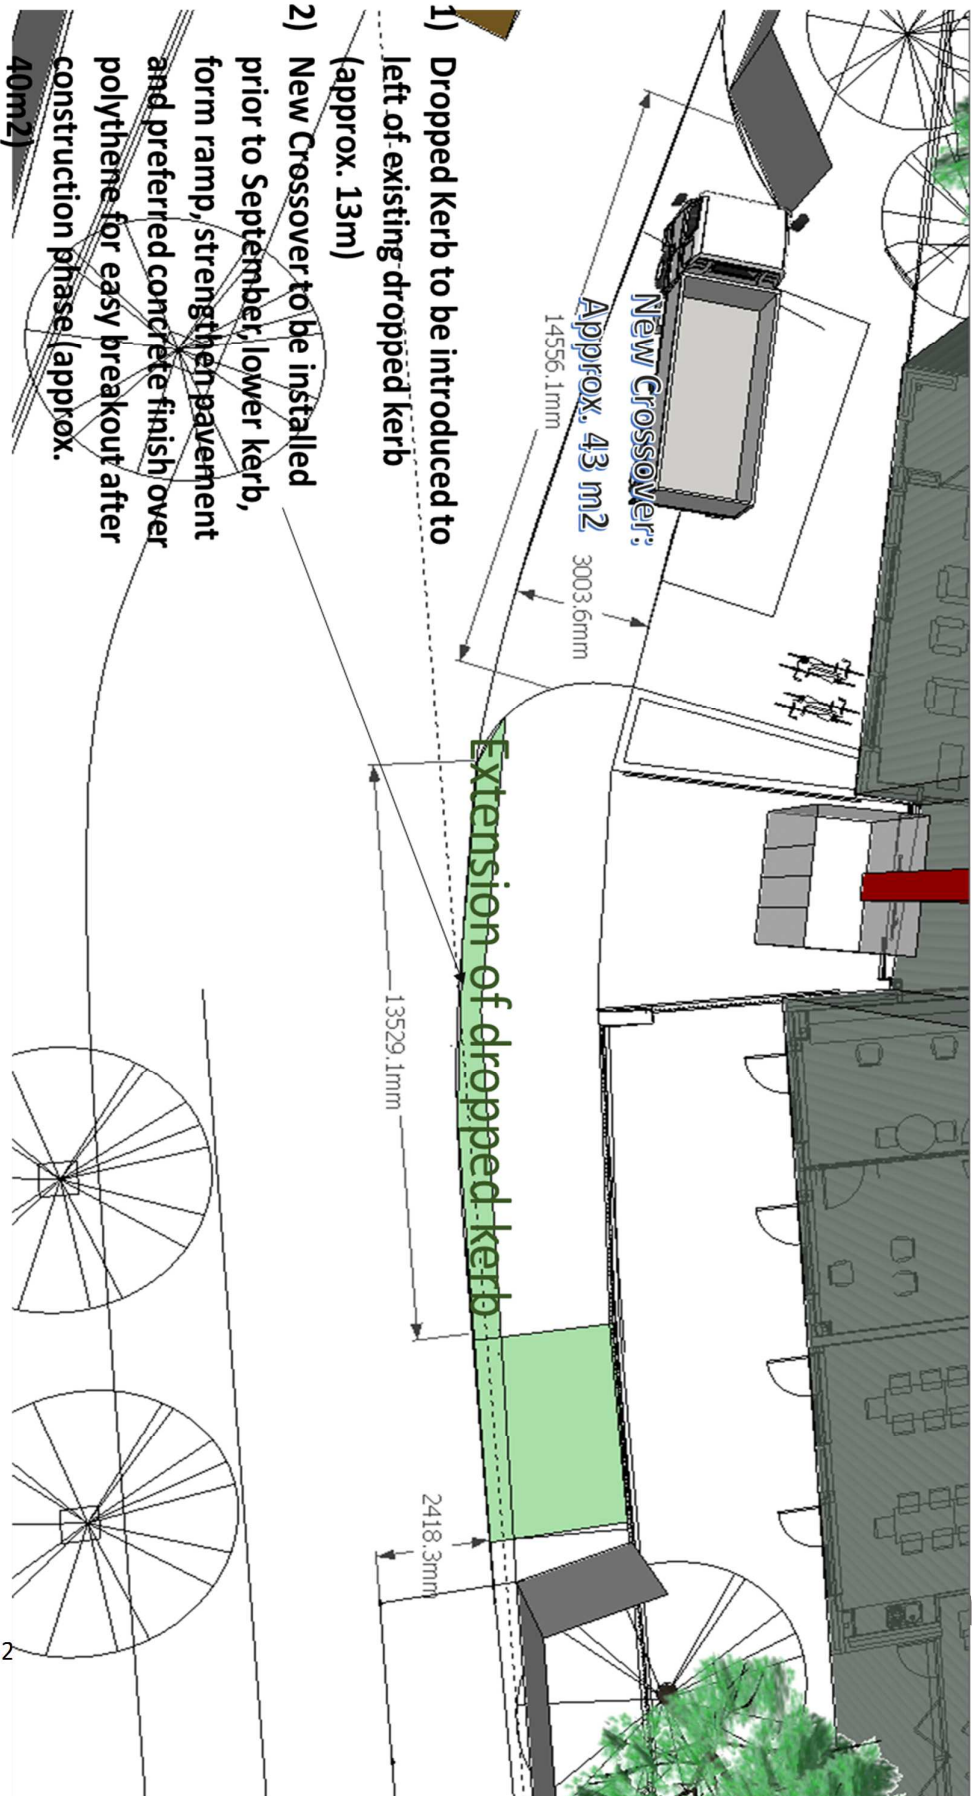 1) Dropped Kerb to be introduced to
left of existing dropped kerb
(approx. 13m)
2) New Crossover to be installed
prior to September, lower kerb,
form ramp, strengthen pavement
and preferred concrete finish over
polythene for easy breakout after
construction phase (approx.
40m2)
New Crossover:
Approx. 43 m2
14556.1mm
3003.6mm
Extension of dropped kerb
13529.1mm
2418.3mm
2